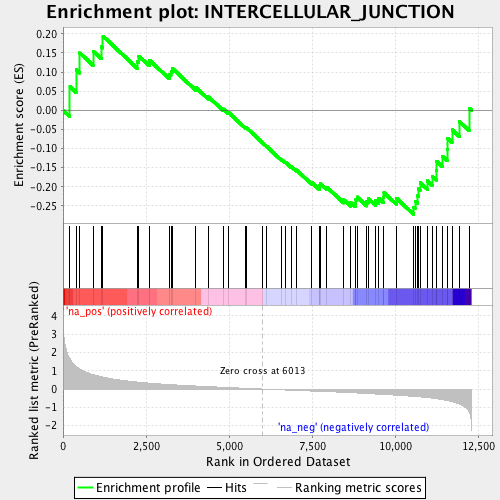 Enrichment plot: INTERCELLULAR_JUNCTION
Enrichment score (ES)
0.20
0.15
0.10
0.05
0.00
-0.05
-0.10
-0.15
-0.20
-0.25
'na_pos' (positively correlated)
Ranked list metric (PreRanked)
4
3
2
1
0
-1
-2
Zero cross at 6013
'na_neg' (negatively correlated)
0
2,500
5,000
7,500
10,000
12,500
Rank in Ordered Dataset
Enrichment profile
Hits
Ranking metric scores